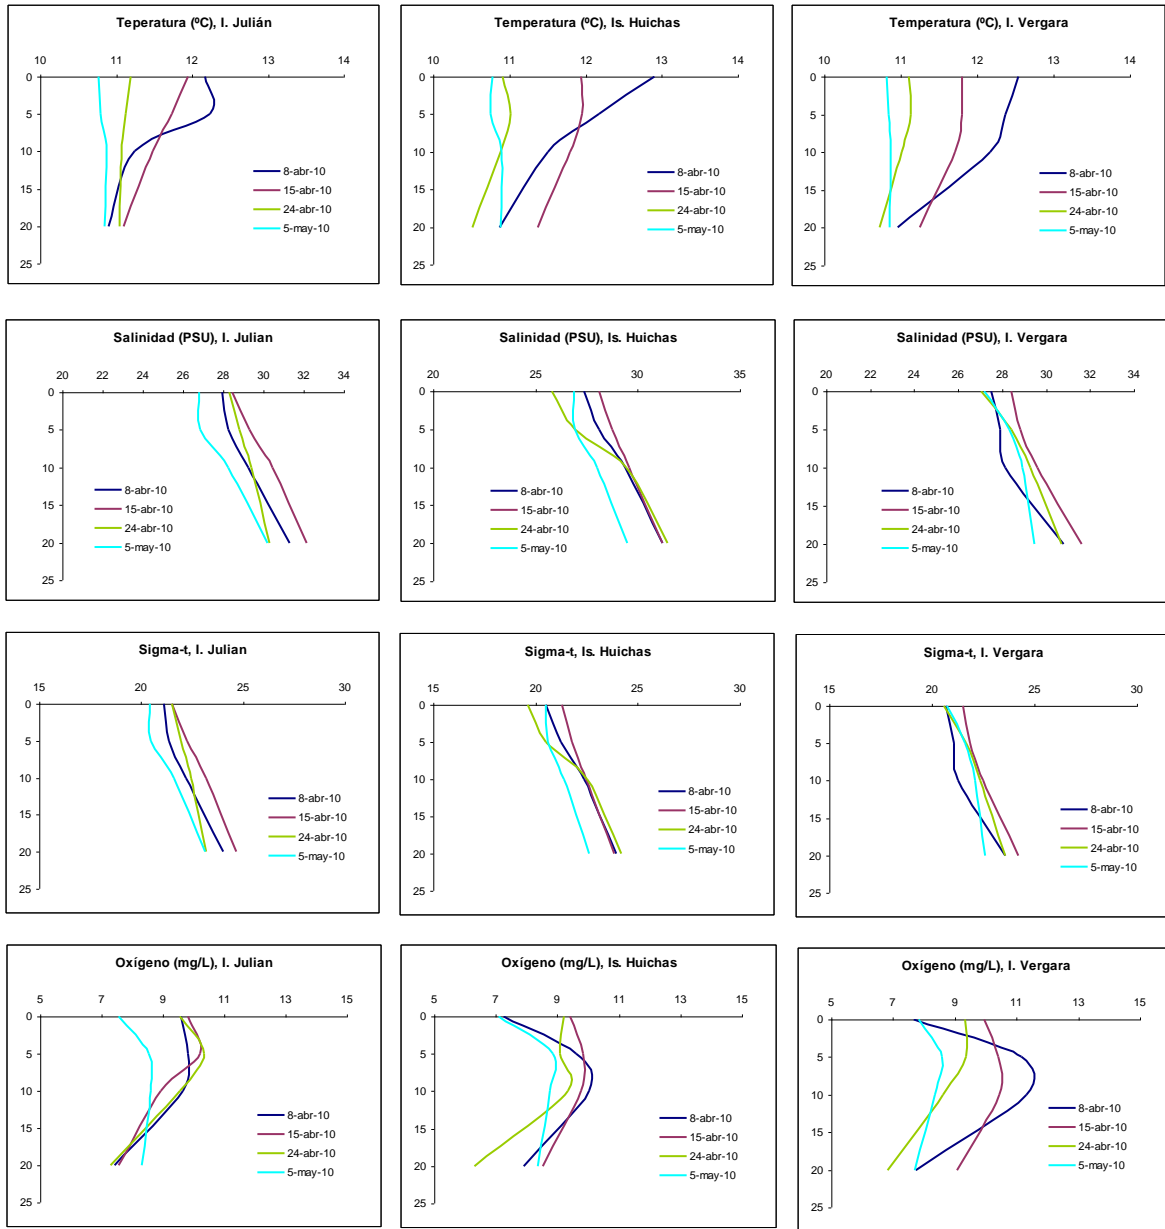 Teperatura (ºC), I. Julián
10 11 12 13 14
0
5
10
15
20
25
8-abr-10
15-abr-10
24-abr-10
5-may-10
Temperatura (ºC), Is. Huichas
10 11 12 13 14
0
5
10
15
20
25
8-abr-10
15-abr-10
24-abr-10
5-may-10
Temperatura (ºC), I. Vergara
10 11 12 13 14
0
5
10
15
20
25
8-abr-10
15-abr-10
24-abr-10
5-may-10
Salinidad (PSU), I. Julian
20 22 24 26 28 30 32 34
0
5
10
15
20
25
8-abr-10
15-abr-10
24-abr-10
5-may-10
Salinidad (PSU), Is. Huichas
20 25 30 35
0
5
10
15
20
25
8-abr-10
15-abr-10
24-abr-10
5-may-10
Salinidad (PSU), I. Vergara
20 22 24 26 28 30 32 34
0
5
10
15
20
25
8-abr-10
15-abr-10
24-abr-10
5-may-10
Sigma-t, I. Julian
15 20 25 30
0
5
10
15
20
25
8-abr-10
15-abr-10
24-abr-10
5-may-10
Sigma-t, Is. Huichas
15 20 25 30
0
5
10
15
20
25
8-abr-10
15-abr-10
24-abr-10
5-may-10
Sigma-t, I. Vergara
15 20 25 30
0
5
10
15
20
25
8-abr-10
15-abr-10
24-abr-10
5-may-10
Oxígeno (mg/L), I. Julian
5 7 9 11 13 15
0
5
10
15
20
25
8-abr-10
15-abr-10
24-abr-10
5-may-10
Oxígeno (mg/L), Is. Huichas
5 7 9 11 13 15
0
5
10
15
20
25
8-abr-10
15-abr-10
24-abr-10
5-may-10
Oxígeno (mg/L), I. Vergara
5 7 9 11 13 15
0
5
10
15
20
25
8-abr-10
15-abr-10
24-abr-10
5-may-10